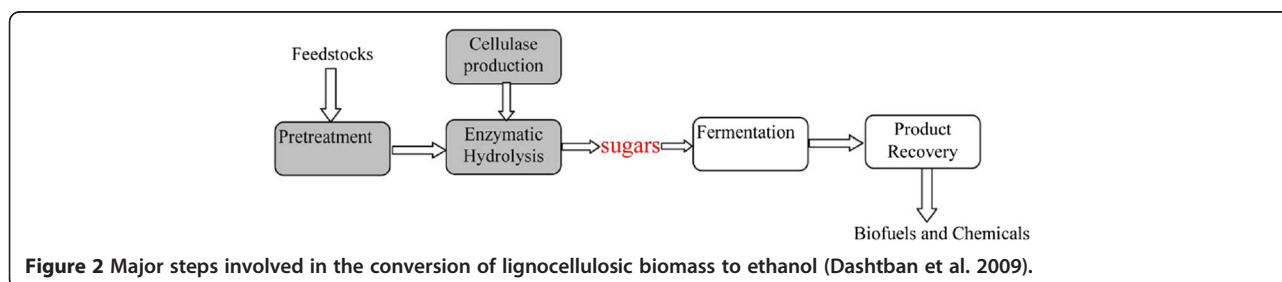 Feedstocks
Cellulase
production
Pretreatment
Enzymatic
Hydrolysis
sugars
Fermentation
Product
Recovery
Biofuels and Chemicals
Figure 2 Major steps involved in the conversion of lignocellulosic biomass to ethanol (Dashtban et al. 2009).